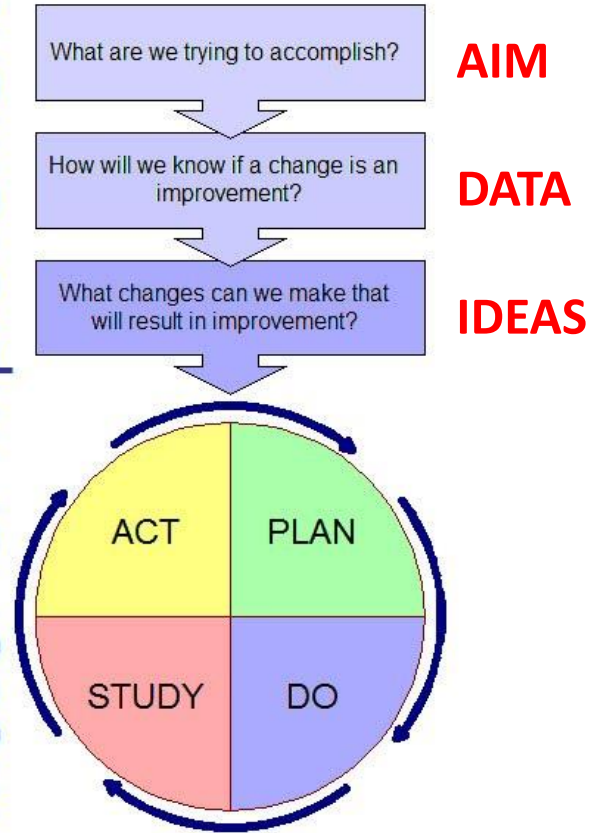 What are we trying to accomplish?
AIM
How will we know if a change is an
improvement?
DATA
What changes can we make that
will result in improvement?
IDEAS
ACT
PLAN
STUDY
DO